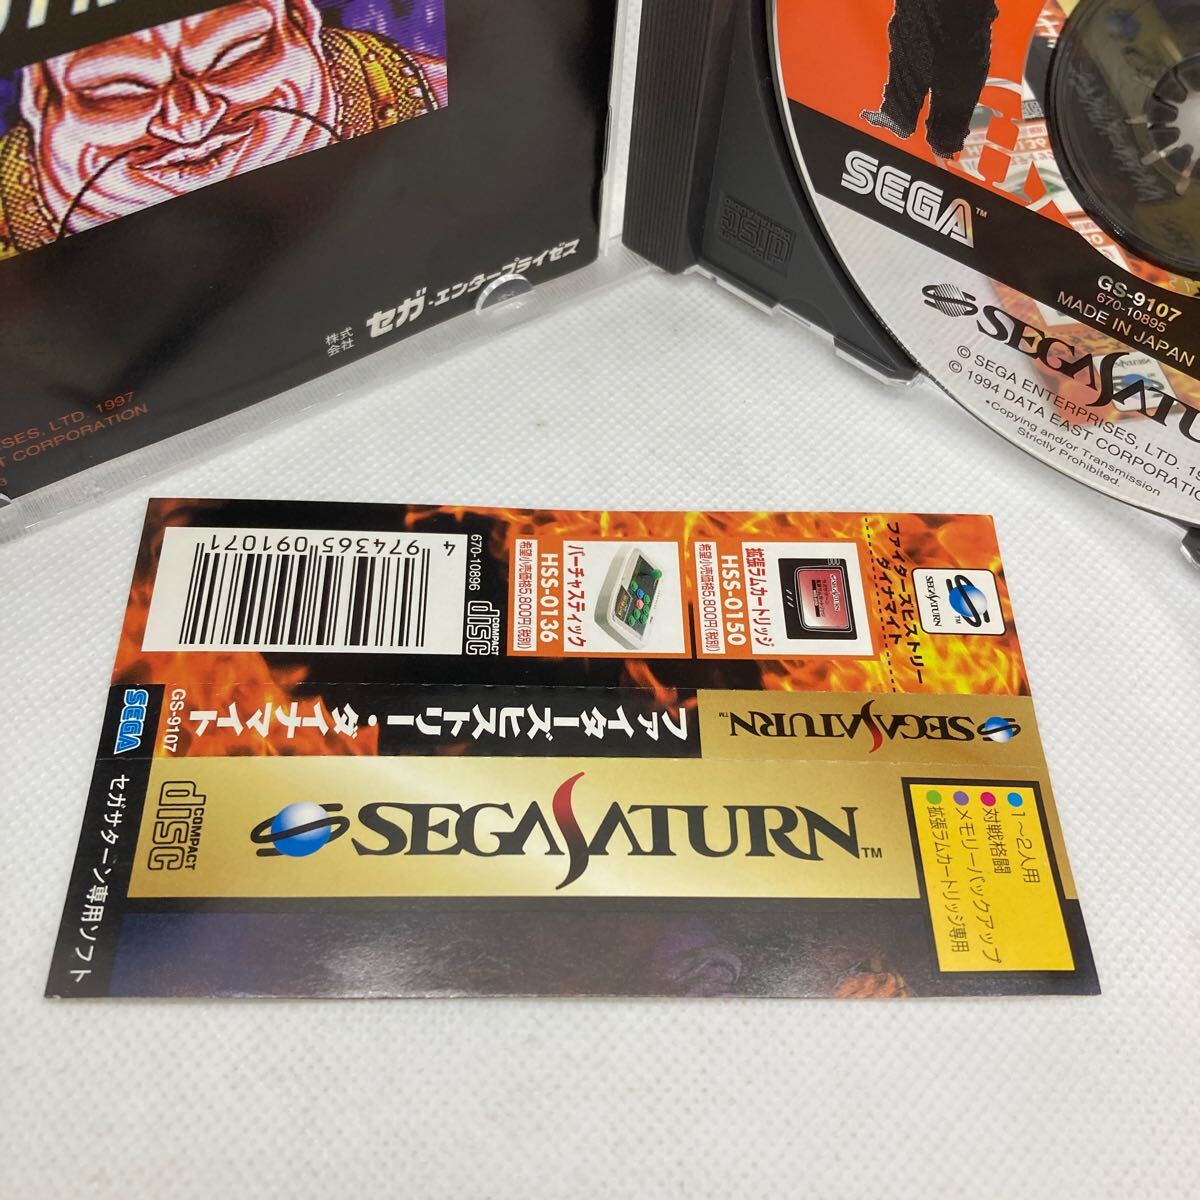 株式会社 セガ・エンタープライゼス
SES, LTD. 1997
T CORPORATION
SEGA™
GS-9107
670-10895
MADE IN JAPAN
SEGA SATURN
© SEGA ENTERPRISES, LTD. 19
© 1994 DATA EAST CORPORATION
•Copying and/or Transmission
Strictly Prohibited.
COMPACT disc
4 974365 091071
670-10896
COMPACT disc
バーチャスティック
HSS-0136
希望小売価格5,800円(税別)
拡張ラムカートリッジ
HSS-0150
希望小売価格5,800円(税別)
ファイターズヒストリー
ダイナマイト
SEGA SATURN™
SEGA
GS-9107
ファイターズヒストリー・ダイナマイト
SEGA SATURN™
セガサターン専用ソフト
COMPACT disc
SEGA SATURN™
1〜2人用
対戦格闘
メモリーバックアップ
拡張ラムカートリッジ専用